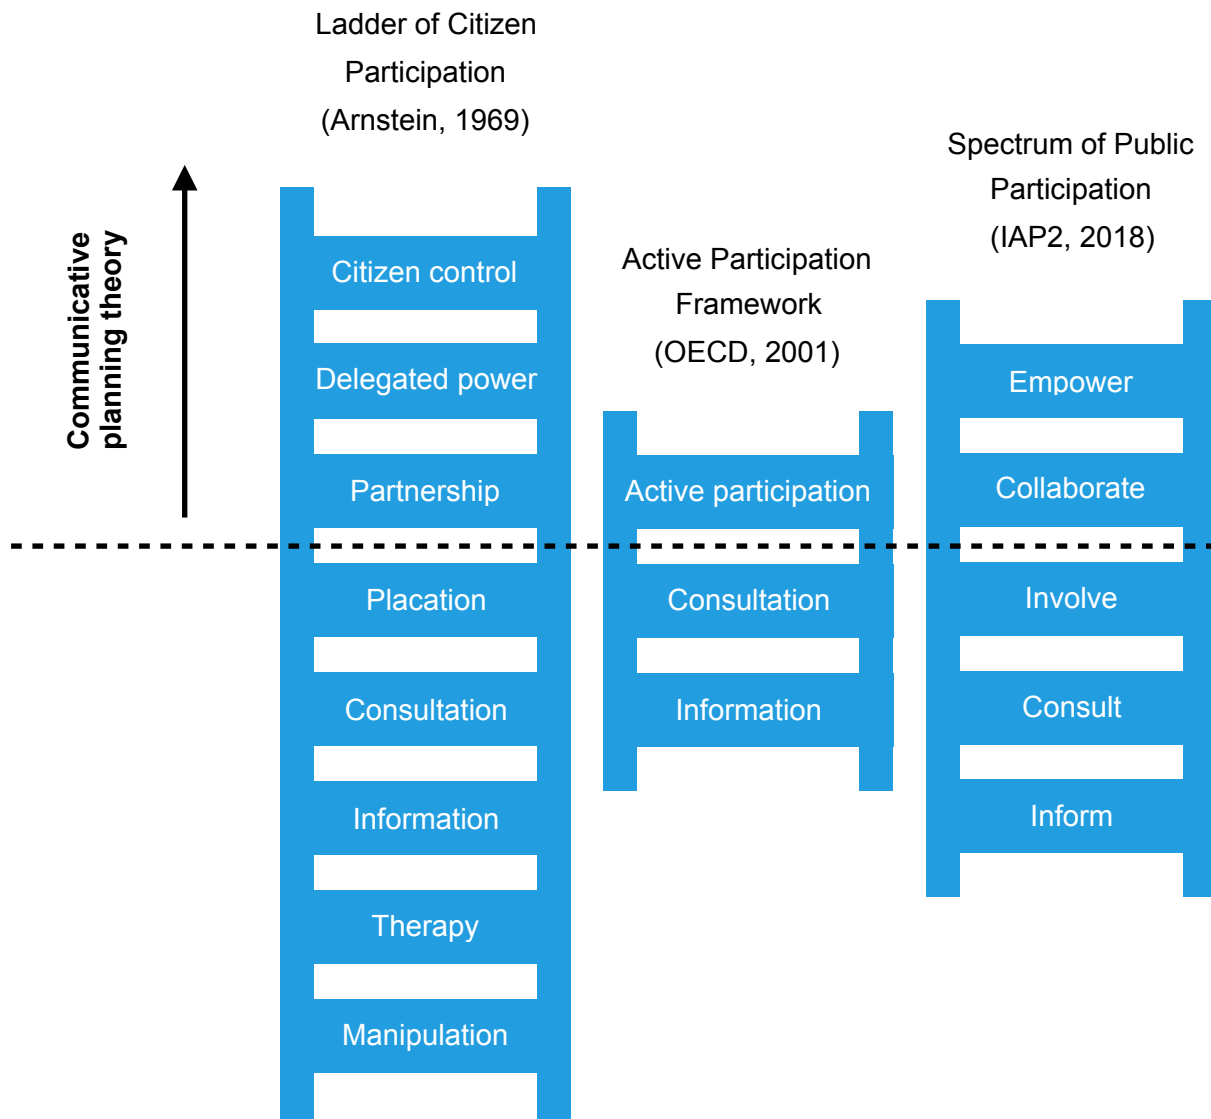 Ladder of Citizen
Participation
(Arnstein, 1969)
Communicative
planning theory
Citizen control
Delegated power
Partnership
Placation
Consultation
Information
Therapy
Manipulation
Active Participation
Framework
(OECD, 2001)
Active participation
Consultation
Information
Spectrum of Public
Participation
(IAP2, 2018)
Empower
Collaborate
Involve
Consult
Inform